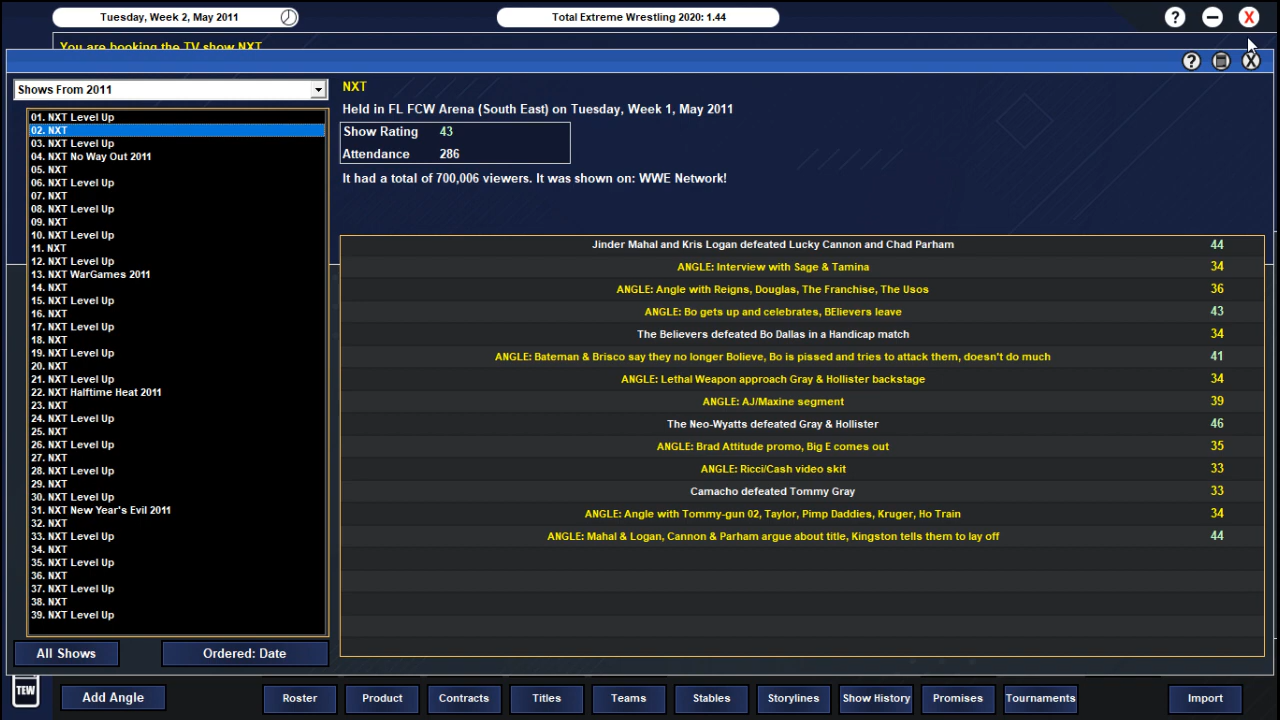 Tuesday, Week 2, May 2011
Total Extreme Wrestling 2020: 1.44
?
X
You are booking the TV show NXT
?
X
Shows From 2011
01. NXT Level Up
02. NXT
03. NXT Level Up
04. NXT No Way Out 2011
05. NXT
06. NXT Level Up
07. NXT
08. NXT Level Up
09. NXT
10. NXT Level Up
11. NXT
12. NXT Level Up
13. NXT WarGames 2011
14. NXT
15. NXT Level Up
16. NXT
17. NXT Level Up
18. NXT
19. NXT Level Up
20. NXT
21. NXT Level Up
22. NXT Halftime Heat 2011
23. NXT
24. NXT Level Up
25. NXT
26. NXT Level Up
27. NXT
28. NXT Level Up
29. NXT
30. NXT Level Up
31. NXT New Year's Evil 2011
32. NXT
33. NXT Level Up
34. NXT
35. NXT Level Up
36. NXT
37. NXT Level Up
38. NXT
39. NXT Level Up
All Shows
Ordered: Date
NXT
Held in FL FCW Arena (South East) on Tuesday, Week 1, May 2011
Show Rating 43
Attendance 286
It had a total of 700,006 viewers. It was shown on: WWE Network!
Jinder Mahal and Kris Logan defeated Lucky Cannon and Chad Parham 44
ANGLE: Interview with Sage & Tamina 34
ANGLE: Angle with Reigns, Douglas, The Franchise, The Usos 36
ANGLE: Bo gets up and celebrates, BElievers leave 43
The Believers defeated Bo Dallas in a Handicap match 34
ANGLE: Bateman & Brisco say they no longer Bolieve, Bo is pissed and tries to attack them, doesn't do much 41
ANGLE: Lethal Weapon approach Gray & Hollister backstage 34
ANGLE: AJ/Maxine segment 39
The Neo-Wyatts defeated Gray & Hollister 46
ANGLE: Brad Attitude promo, Big E comes out 35
ANGLE: Ricci/Cash video skit 33
Camacho defeated Tommy Gray 33
ANGLE: Angle with Tommy-gun 02, Taylor, Pimp Daddies, Kruger, Ho Train 34
ANGLE: Mahal & Logan, Cannon & Parham argue about title, Kingston tells them to lay off 44
TEW
Add Angle
Roster
Product
Contracts
Titles
Teams
Stables
Storylines
Show History
Promises
Tournaments
Import